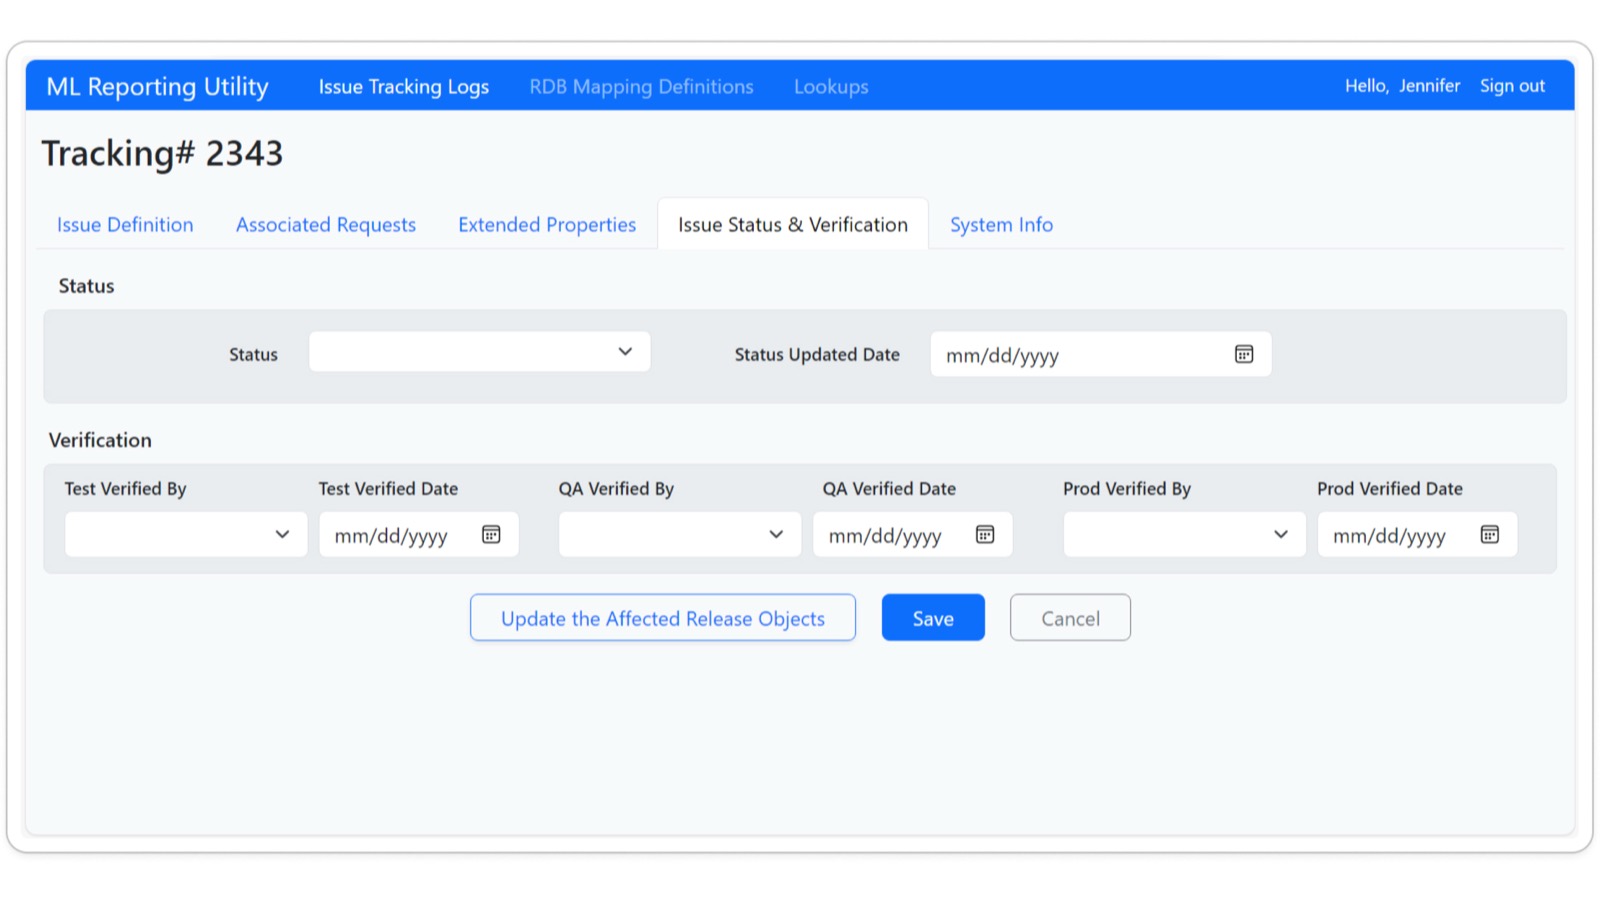 ML Reporting Utility Issue Tracking Logs RDB Mapping Definitions Lookups Hello, Jennifer Sign out
Tracking# 2343
Issue Definition Associated Requests Extended Properties Issue Status & Verification System Info
Status
Status Status Updated Date mm/dd/yyyy
Verification
Test Verified By Test Verified Date QA Verified By QA Verified Date Prod Verified By Prod Verified Date
mm/dd/yyyy mm/dd/yyyy mm/dd/yyyy
Update the Affected Release Objects Save Cancel